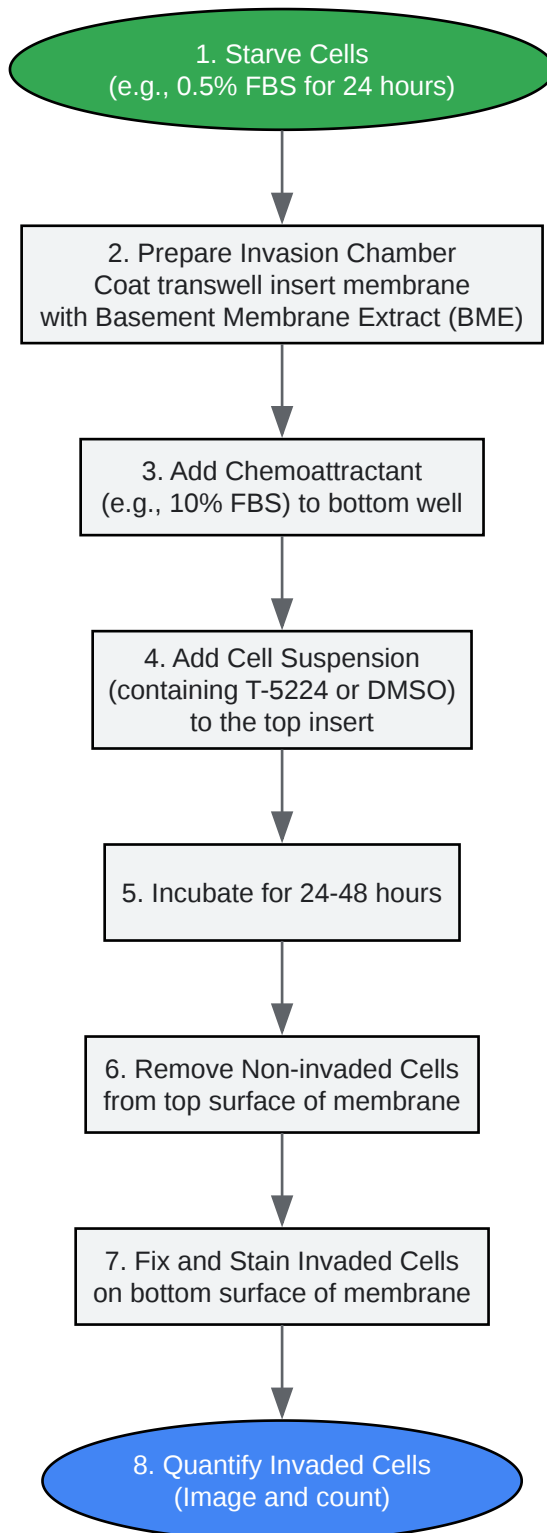 1. Starve Cells
(e.g., 0.5% FBS for 24 hours)
2. Prepare Invasion Chamber
Coat transwell insert membrane
with Basement Membrane Extract (BME)
3. Add Chemoattractant
(e.g., 10% FBS) to bottom well
4. Add Cell Suspension
(containing T-5224 or DMSO)
to the top insert
5. Incubate for 24-48 hours
6. Remove Non-invaded Cells
from top surface of membrane
7. Fix and Stain Invaded Cells
on bottom surface of membrane
8. Quantify Invaded Cells
(Image and count)